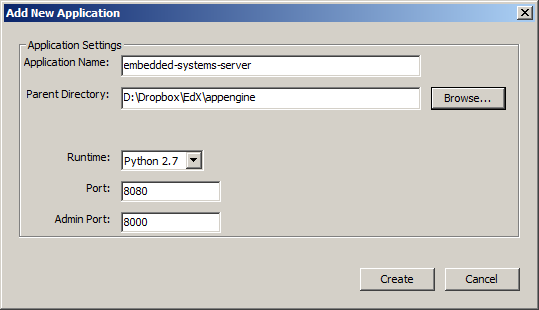 Add New Application
Application Settings
Application Name: embedded-systems-server
Parent Directory: D:\Dropbox\EdX\appengine Browse...
Runtime: Python 2.7
Port: 8080
Admin Port: 8000
Create Cancel